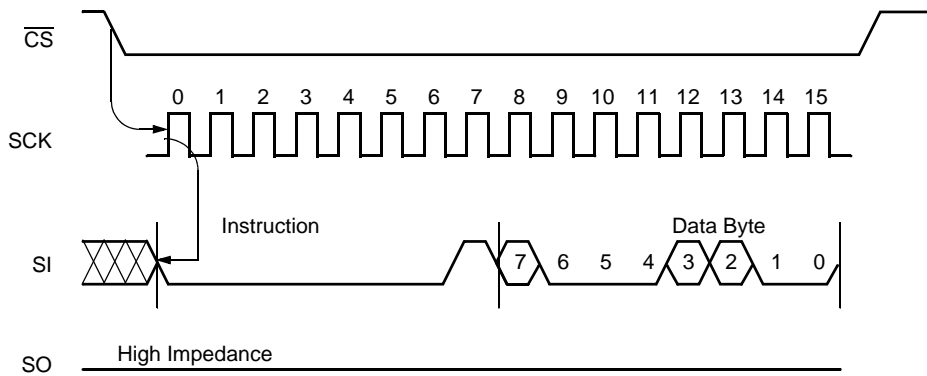 CS
0 1 2 3 4 5 6 7 8 9 10 11 12 13 14 15
SCK
Instruction Data Byte
SI 7 6 5 4 3 2 1 0
High Impedance
SO